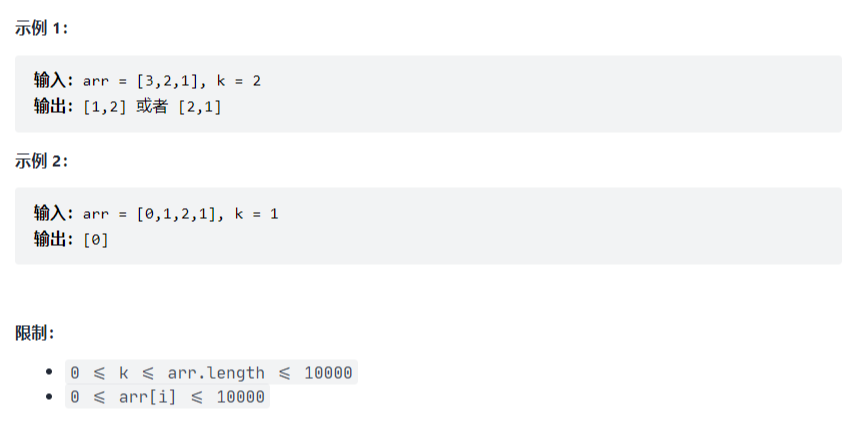 示例 1：
输入：arr = [3,2,1], k = 2
输出：[1,2] 或者 [2,1]
示例 2：
输入：arr = [0,1,2,1], k = 1
输出：[0]
限制：
0 <= k <= arr.length <= 10000
0 <= arr[i] <= 10000